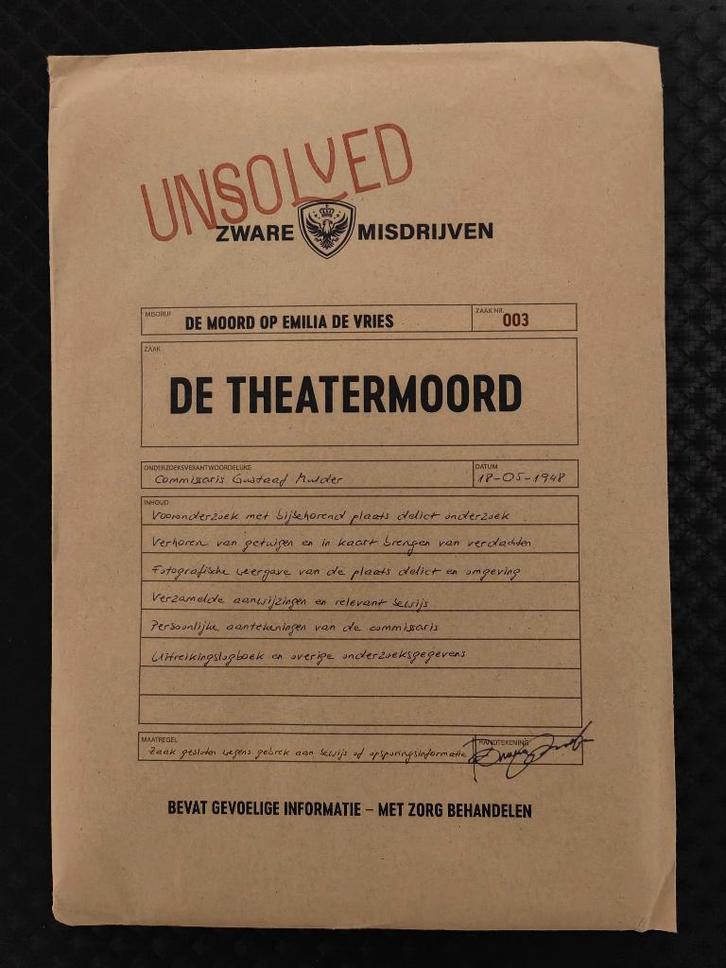 UNSOLVED
ZWARE MISDRIJVEN
MISDRIJF
DE MOORD OP EMILIA DE VRIES
ZAAK NR.
003
ZAAK
DE THEATERMOORD
ONDERZOEKSVERANTWOORDELIJKE
Commissaris Gustaaf Mulder
DATUM
18-05-1948
INHOUD
Vooronderzoek met bijbehorend plaats delict onderzoek
Verhoren van getuigen en in kaart brengen van verdachten
Fotografische weergave van de plaats delict en omgeving
Verzamelde aanwijzingen en relevant bewijs
Persoonlijke aantekeningen van de commissaris
Uitreikingslogboek en overige onderzoeksgegevens
MAATREGEL
Zaak gesloten wegens gebrek aan bewijs of opsporingsinformatie
HANDTEKENING
BEVAT GEVOELIGE INFORMATIE – MET ZORG BEHANDELEN